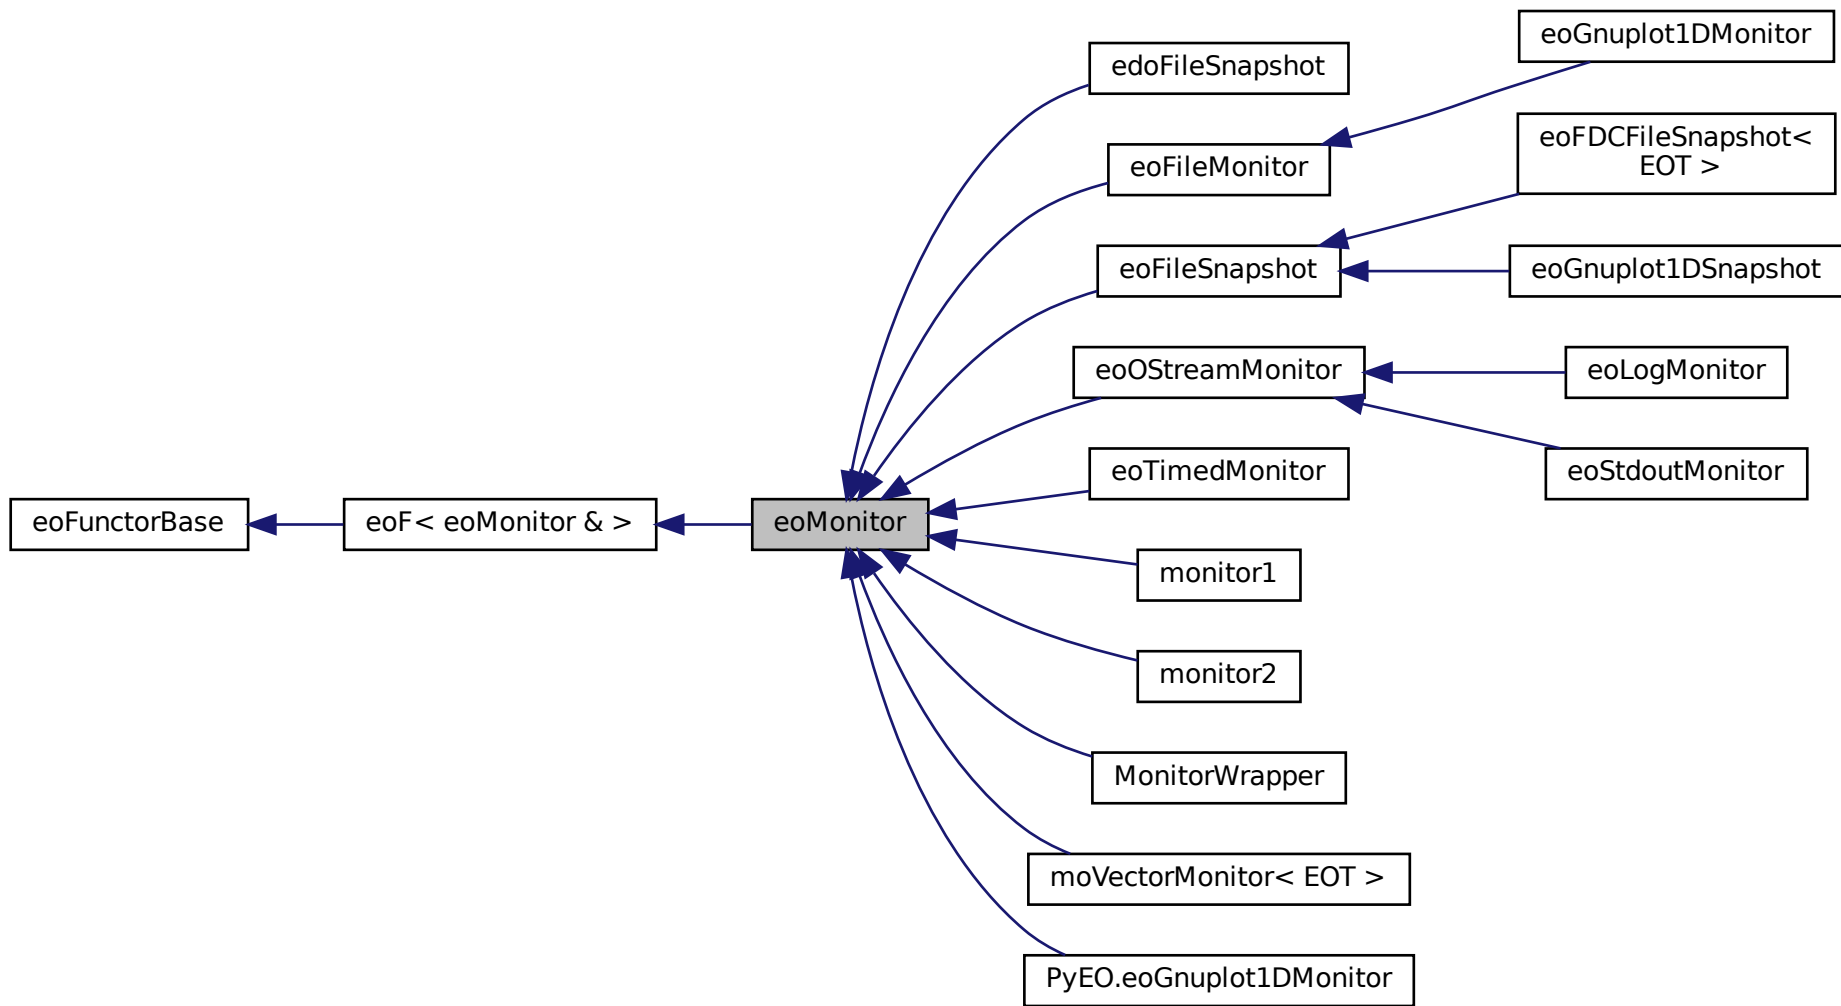 eoGnuplot1DMonitor
edoFileSnapshot
eoFDCFileSnapshot<
EOT >
eoFileMonitor
eoFileSnapshot
eoGnuplot1DSnapshot
eoOStreamMonitor
eoLogMonitor
eoTimedMonitor
eoStdoutMonitor
eoFunctorBase
eoF< eoMonitor & >
eoMonitor
monitor1
monitor2
MonitorWrapper
moVectorMonitor< EOT >
PyEO.eoGnuplot1DMonitor